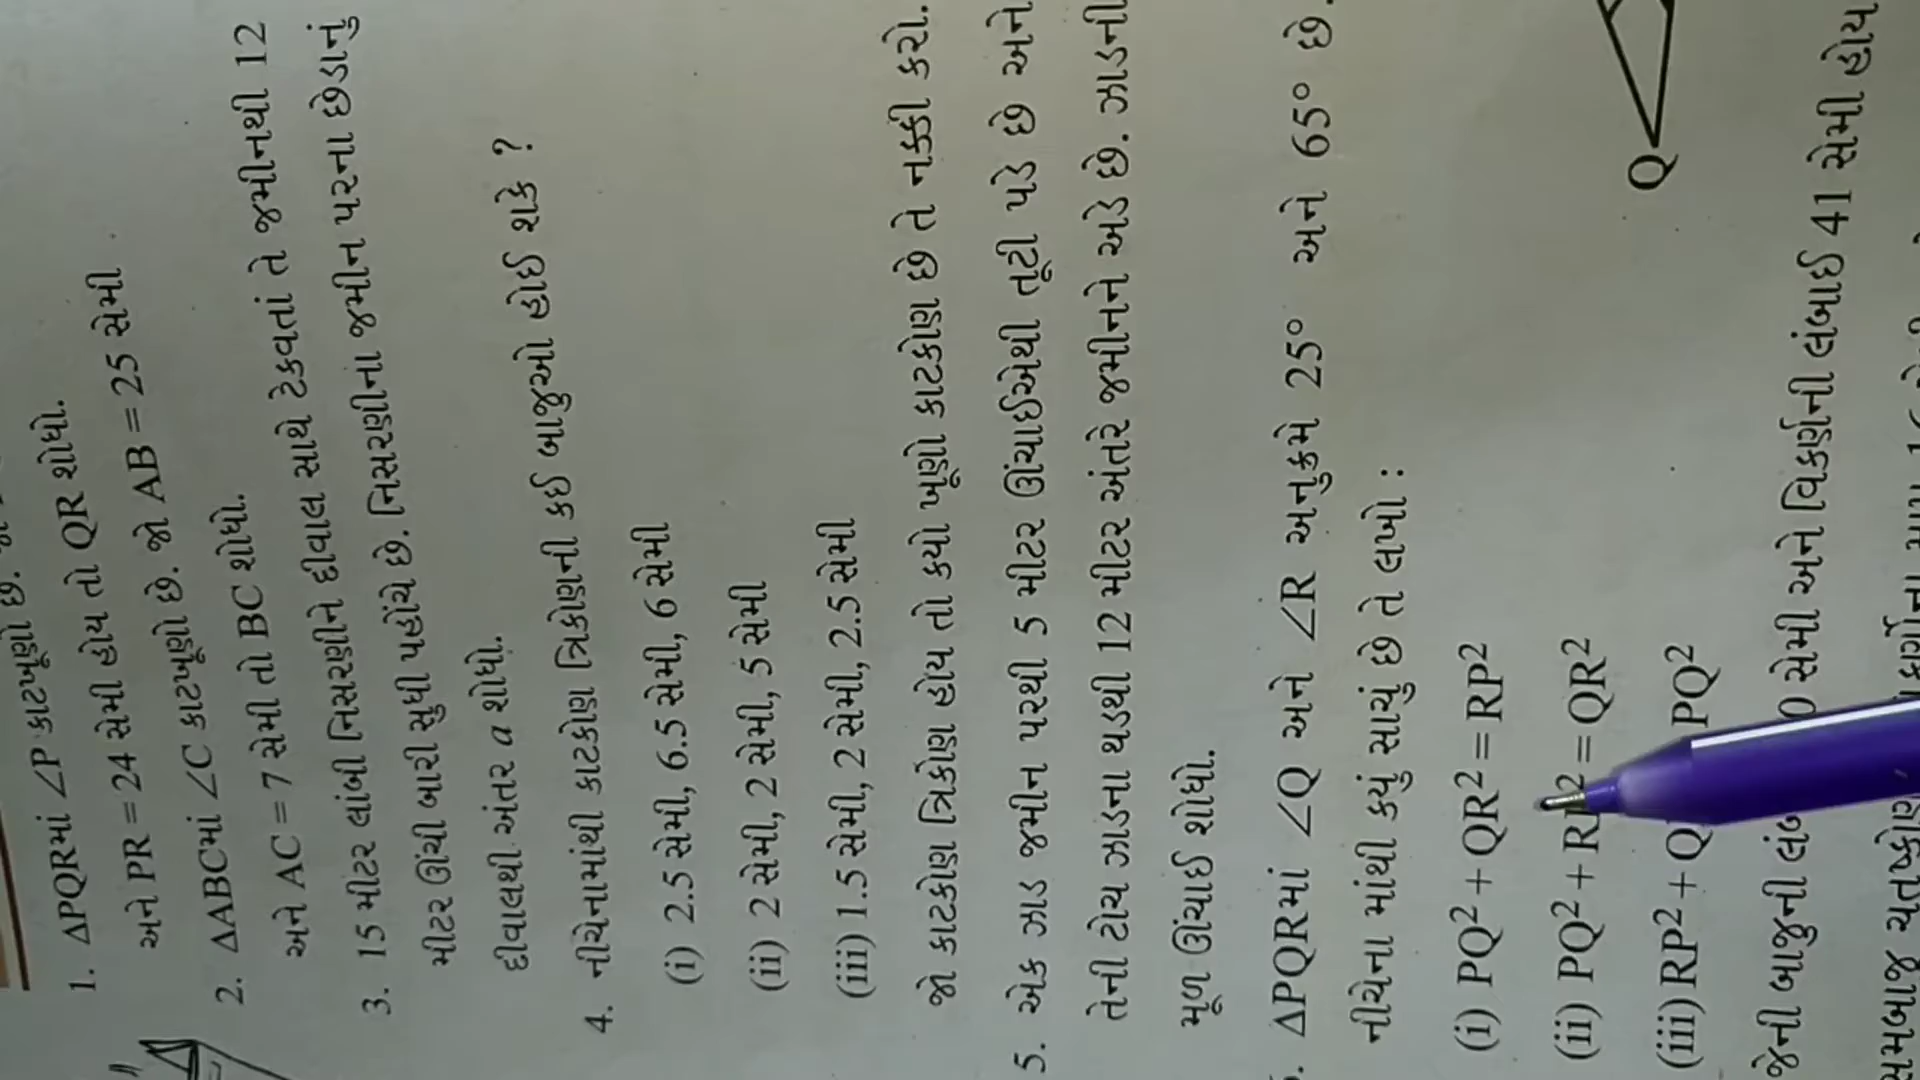 1. ΔPQRમાં ∠P કાટખૂણો છે.
અને PR = 24 સેમી હોય તો QR શોધો.
2. ΔABCમાં ∠C કાટખૂણો છે. જો AB = 25 સેમી
અને AC = 7 સેમી તો BC શોધો.
3. 15 મીટર લાંબી નિસરણીને દીવાલ સાથે ટેકવતાં તે જમીનથી 12
મીટર ઊંચી બારી સુધી પહોંચે છે. નિસરણીના જમીન પરના છેડાનું
દીવાલથી અંતર a શોધો.
4. નીચેનામાંથી કાટકોણ ત્રિકોણની કઈ બાજુઓ હોઈ શકે ?
(i) 2.5 સેમી, 6.5 સેમી, 6 સેમી
(ii) 2 સેમી, 2 સેમી, 5 સેમી
(iii) 1.5 સેમી, 2 સેમી, 2.5 સેમી
જો કાટકોણ ત્રિકોણ હોય તો કયો ખૂણો કાટકોણ છે તે નક્કી કરો.
5. એક ઝાડ જમીન પરથી 5 મીટર ઊંચાઈએથી તૂટી પડે છે અને
તેની ટોચ ઝાડના થડથી 12 મીટર અંતરે જમીનને અડે છે. ઝાડની
મૂળ ઊંચાઈ શોધો.
. ΔPQRમાં ∠Q અને ∠R અનુક્રમે 25° અને 65° છે.
નીચેના માંથી કયું સાચું છે તે લખો :
(i) PQ² + QR² = RP²
(ii) PQ² + RP² = QR²
(iii) RP² + Q PQ²
Q
જેની બાજુની 0 સેમી અને વિકર્ણની લંબાઈ 41 સેમી હોય
સમબાજુ